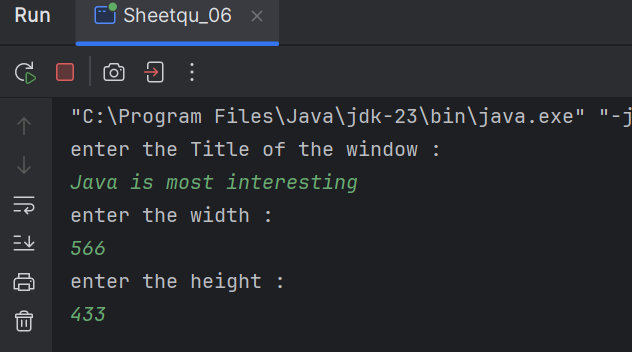 Run Sheetqu_06
"C:\Program Files\Java\jdk-23\bin\java.exe" "-j
enter the Title of the window :
Java is most interesting
enter the width :
566
enter the height :
433